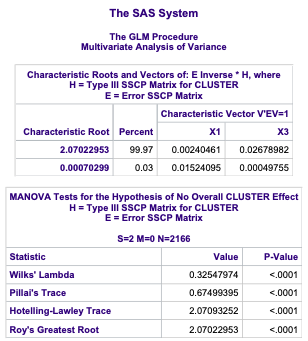 The SAS System
The GLM Procedure
Multivariate Analysis of Variance
Characteristic Roots and Vectors of: E Inverse * H, where
H = Type III SSCP Matrix for CLUSTER
E = Error SSCP Matrix
Characteristic Vector V'EV=1
Characteristic Root Percent X1 X3
2.07022953 99.97 0.00240461 0.02678982
0.00070299 0.03 0.01524095 0.00049755
MANOVA Tests for the Hypothesis of No Overall CLUSTER Effect
H = Type III SSCP Matrix for CLUSTER
E = Error SSCP Matrix
S=2 M=0 N=2166
Statistic Value P-Value
Wilks' Lambda 0.32547974 <.0001
Pillai's Trace 0.67499395 <.0001
Hotelling-Lawley Trace 2.07093252 <.0001
Roy's Greatest Root 2.07022953 <.0001